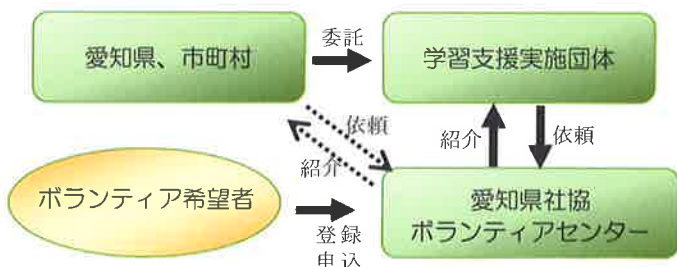 愛知県、市町村
委託
学習支援実施団体
依頼
紹介
紹介
依頼
ボランティア希望者
登録
申込
愛知県社協
ボランティアセンター